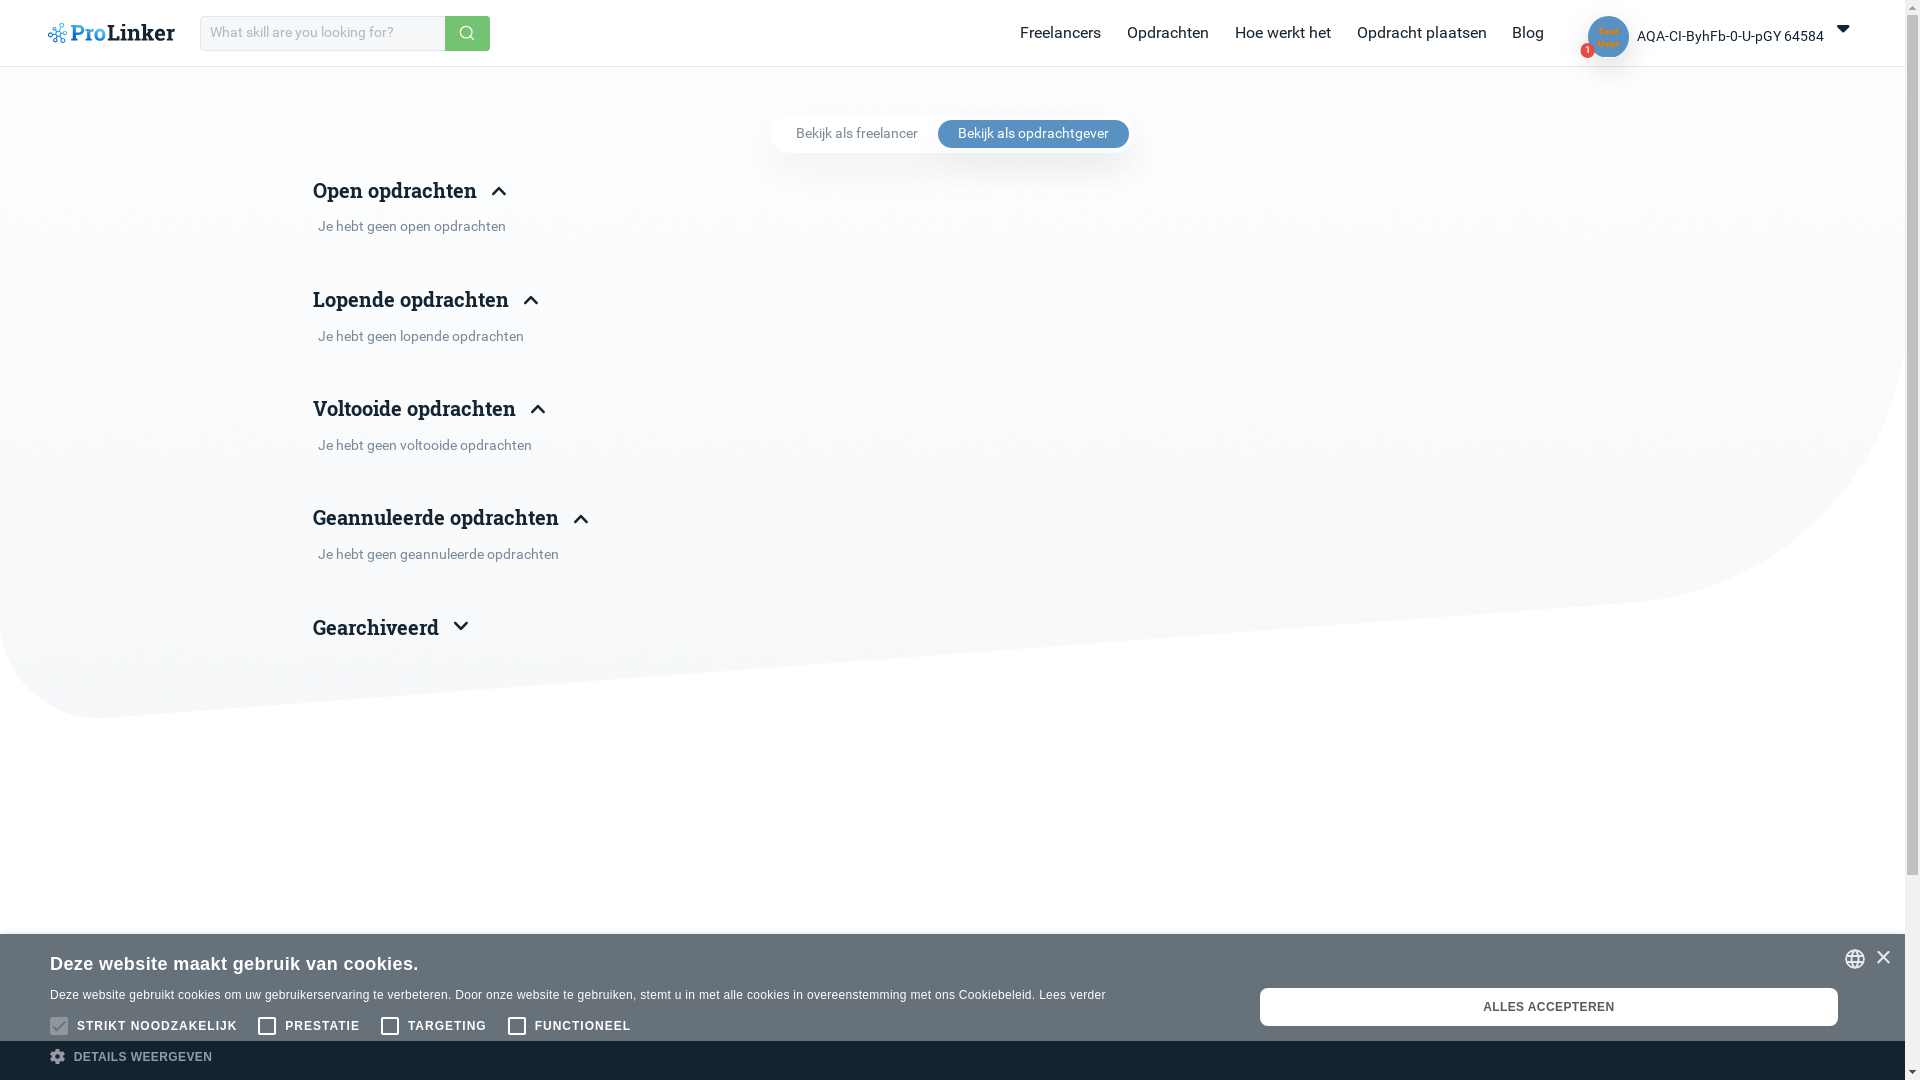 ProLinker
What skill are you looking for?
Freelancers
Opdrachten
Hoe werkt het
Opdracht plaatsen
Blog
Test
User
1
AQA-CI-ByhFb-0-U-pGY 64584
Bekijk als freelancer
Bekijk als opdrachtgever
Open opdrachten
Je hebt geen open opdrachten
Lopende opdrachten
Je hebt geen lopende opdrachten
Voltooide opdrachten
Je hebt geen voltooide opdrachten
Geannuleerde opdrachten
Je hebt geen geannuleerde opdrachten
Gearchiveerd
Deze website maakt gebruik van cookies.
Deze website gebruikt cookies om uw gebruikerservaring te verbeteren. Door onze website te gebruiken, stemt u in met alle cookies in overeenstemming met ons Cookiebeleid. Lees verder
STRIKT NOODZAKELIJK
PRESTATIE
TARGETING
FUNCTIONEEL
ALLES ACCEPTEREN
DETAILS WEERGEVEN